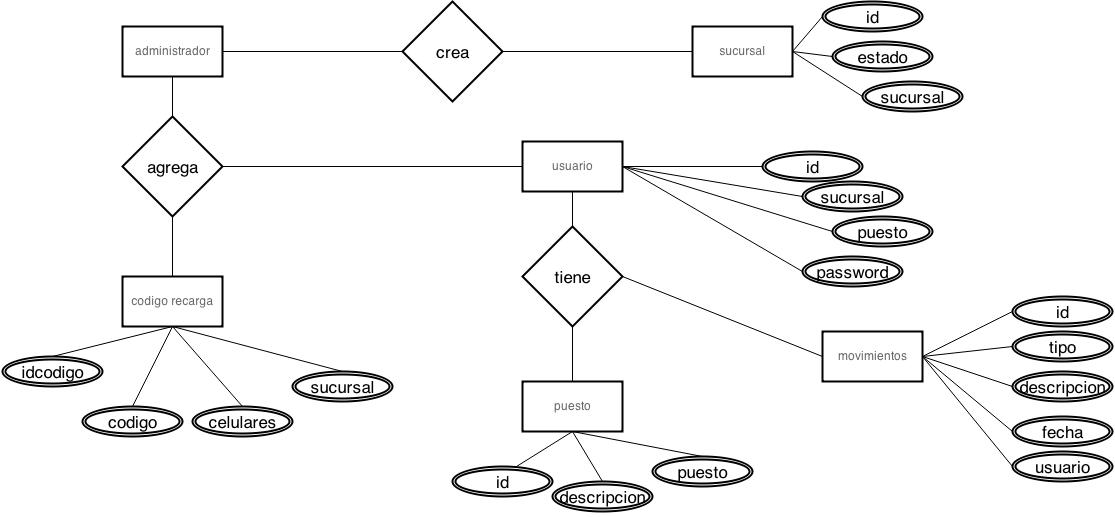 administrador
crea
sucursal
id
estado
sucursal
agrega
usuario
id
sucursal
puesto
password
codigo recarga
tiene
movimientos
id
tipo
descripcion
fecha
usuario
idcodigo
codigo
celulares
sucursal
puesto
id
descripcion
puesto